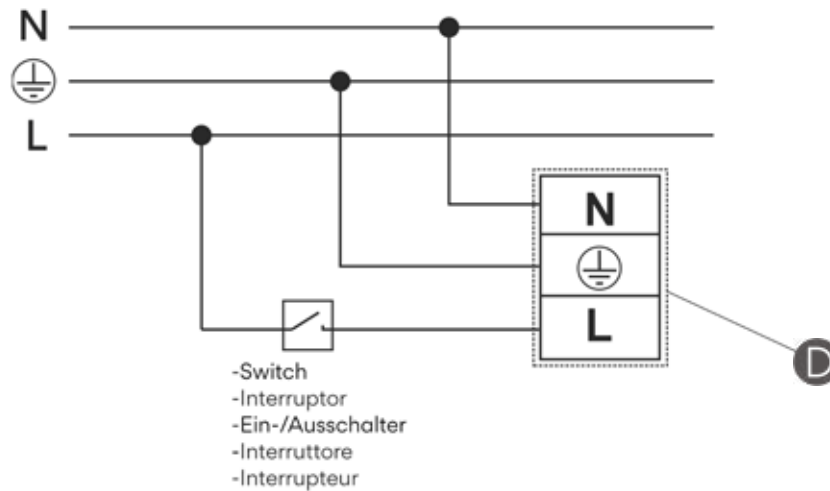 N
L
N
L
D
-Switch
-Interruptor
-Ein-/Ausschalter
-Interruttore
-Interrupteur